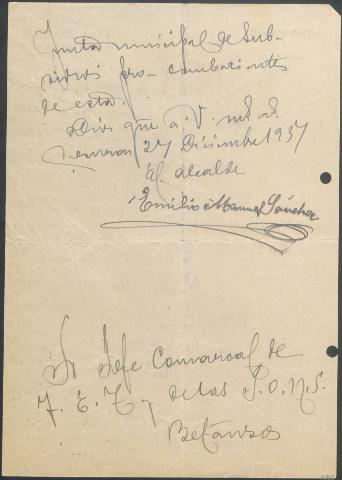 Junta municipal de Sub-
sidios pro-combatientes
de esta.
Dios que a V. m. a.
27 Diciembre 1937
El alcalde
Emilio Manuel Sánchez
Sr Jefe Comarcal de
F. E. T. y de las J.O.N.S.
Betanzos